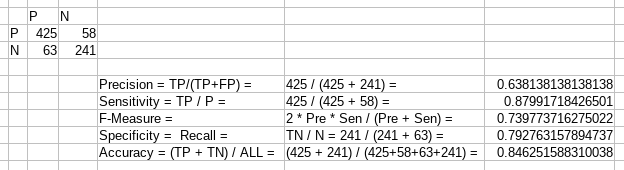 P N
P 425 58
N 63 241
Precision = TP/(TP+FP) = 425 / (425 + 241) = 0.638138138138138
Sensitivity = TP / P = 425 / (425 + 58) = 0.87991718426501
F-Measure = 2 * Pre * Sen / (Pre + Sen) = 0.739773716275022
Specificity = Recall = TN / N = 241 / (241 + 63) = 0.792763157894737
Accuracy = (TP + TN) / ALL = (425 + 241) / (425+58+63+241) = 0.846251588310038